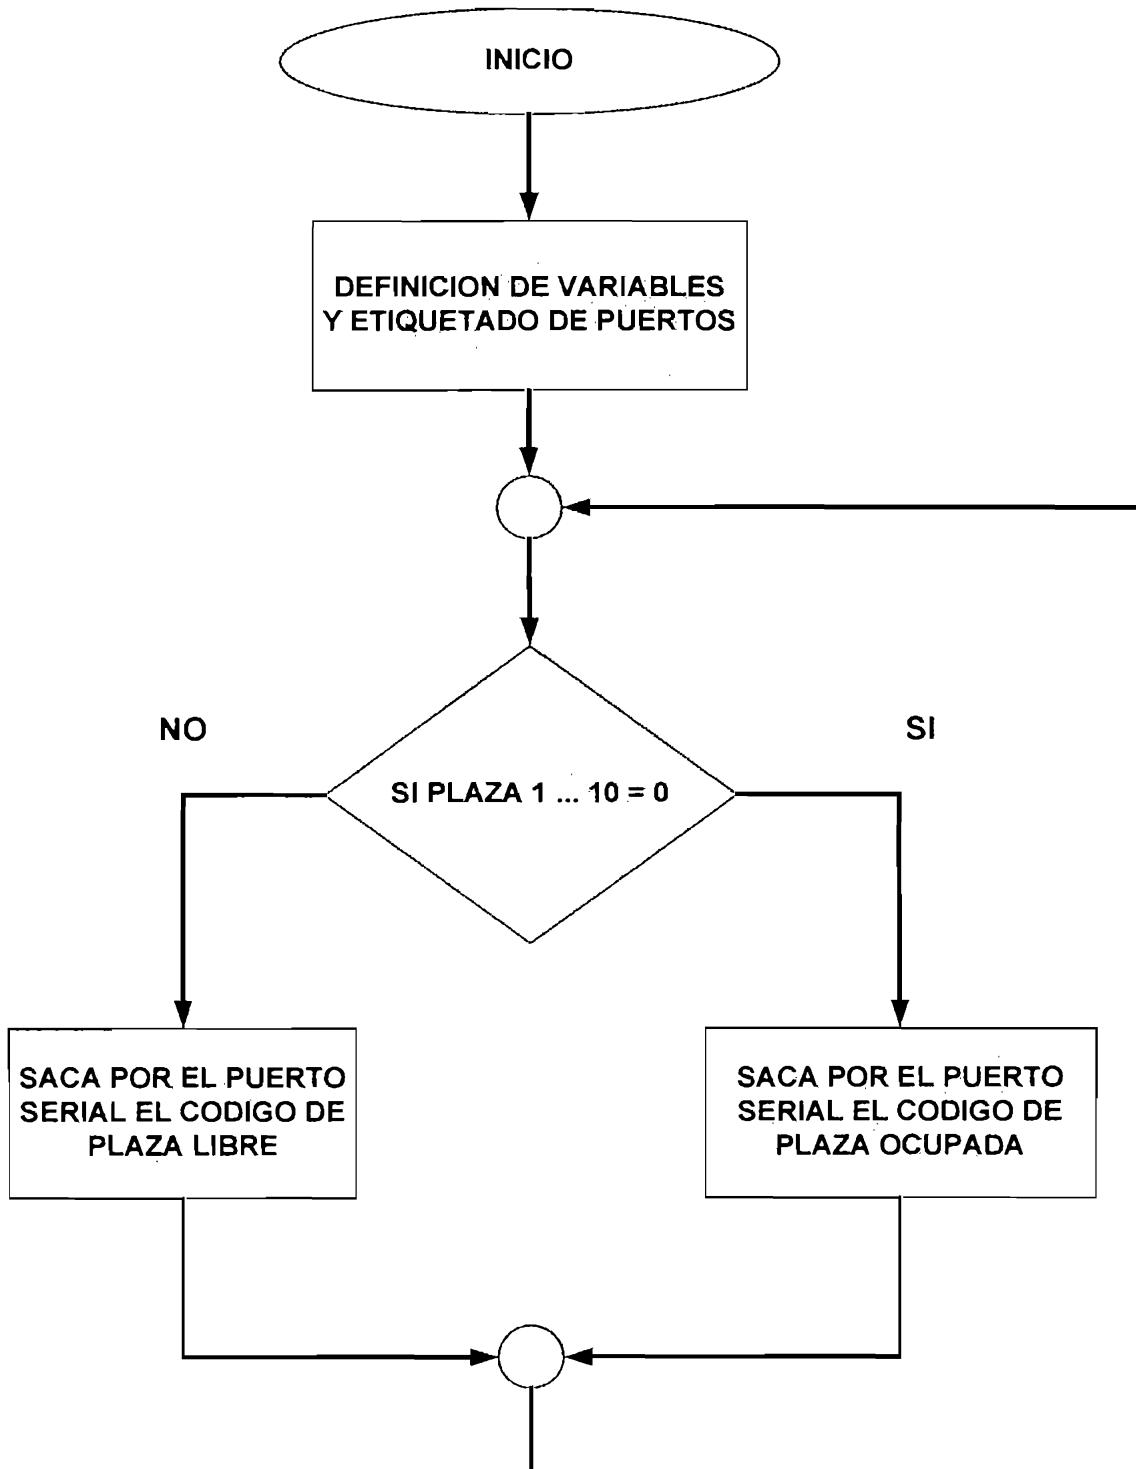 INICIO
DEFINICION DE VARIABLES
Y ETIQUETADO DE PUERTOS
NO
SI
SI PLAZA 1 ... 10 = 0
SACA POR EL PUERTO
SERIAL EL CODIGO DE
PLAZA LIBRE
SACA POR EL PUERTO
SERIAL EL CODIGO DE
PLAZA OCUPADA